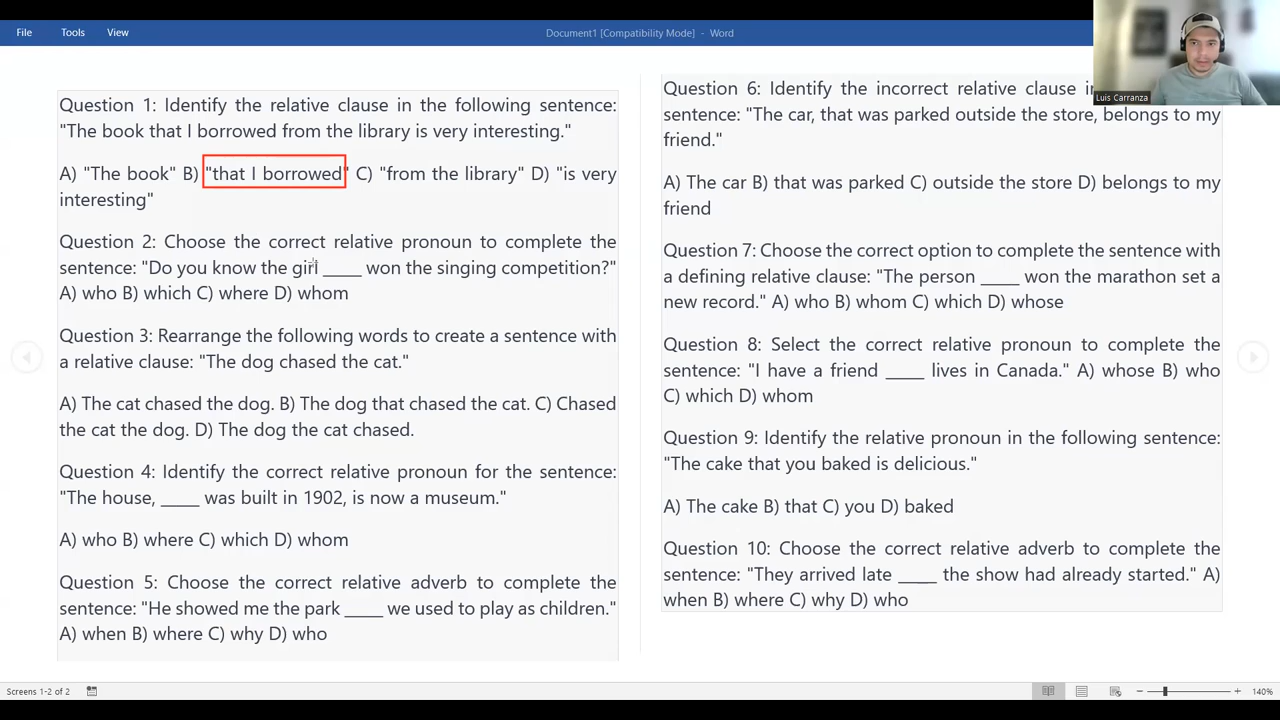 File Tools View
Document1 [Compatibility Mode] - Word
Luis Carranza
Question 1: Identify the relative clause in the following sentence:
"The book that I borrowed from the library is very interesting."
A) "The book" B) "that I borrowed" C) "from the library" D) "is very
interesting"
Question 2: Choose the correct relative pronoun to complete the
sentence: "Do you know the girl ____ won the singing competition?"
A) who B) which C) where D) whom
Question 3: Rearrange the following words to create a sentence with
a relative clause: "The dog chased the cat."
A) The cat chased the dog. B) The dog that chased the cat. C) Chased
the cat the dog. D) The dog the cat chased.
Question 4: Identify the correct relative pronoun for the sentence:
"The house, ____ was built in 1902, is now a museum."
A) who B) where C) which D) whom
Question 5: Choose the correct relative adverb to complete the
sentence: "He showed me the park ____ we used to play as children."
A) when B) where C) why D) who
Question 6: Identify the incorrect relative clause
sentence: "The car, that was parked outside the store, belongs to my
friend."
A) The car B) that was parked C) outside the store D) belongs to my
friend
Question 7: Choose the correct option to complete the sentence with
a defining relative clause: "The person ____ won the marathon set a
new record." A) who B) whom C) which D) whose
Question 8: Select the correct relative pronoun to complete the
sentence: "I have a friend ____ lives in Canada." A) whose B) who
C) which D) whom
Question 9: Identify the relative pronoun in the following sentence:
"The cake that you baked is delicious."
A) The cake B) that C) you D) baked
Question 10: Choose the correct relative adverb to complete the
sentence: "They arrived late ____ the show had already started." A)
when B) where C) why D) who
Screens 1-2 of 2
140%